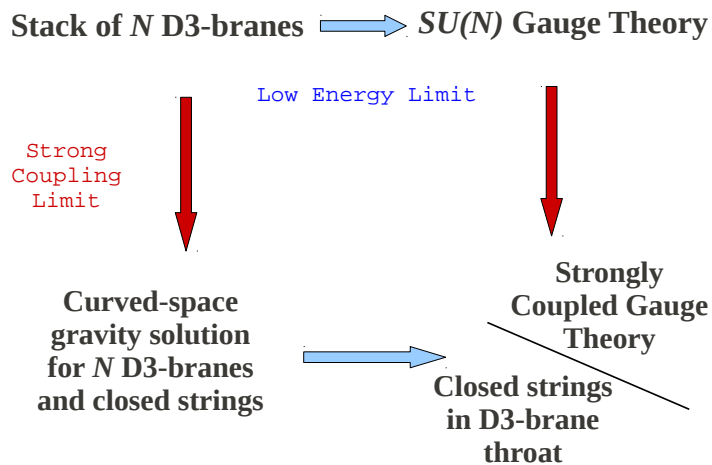 Stack of N D3-branes
SU(N) Gauge Theory
Low Energy Limit
Strong
Coupling
Limit
Curved-space
gravity solution
for N D3-branes
and closed strings
Strongly
Coupled Gauge
Theory
Closed strings
in D3-brane
throat